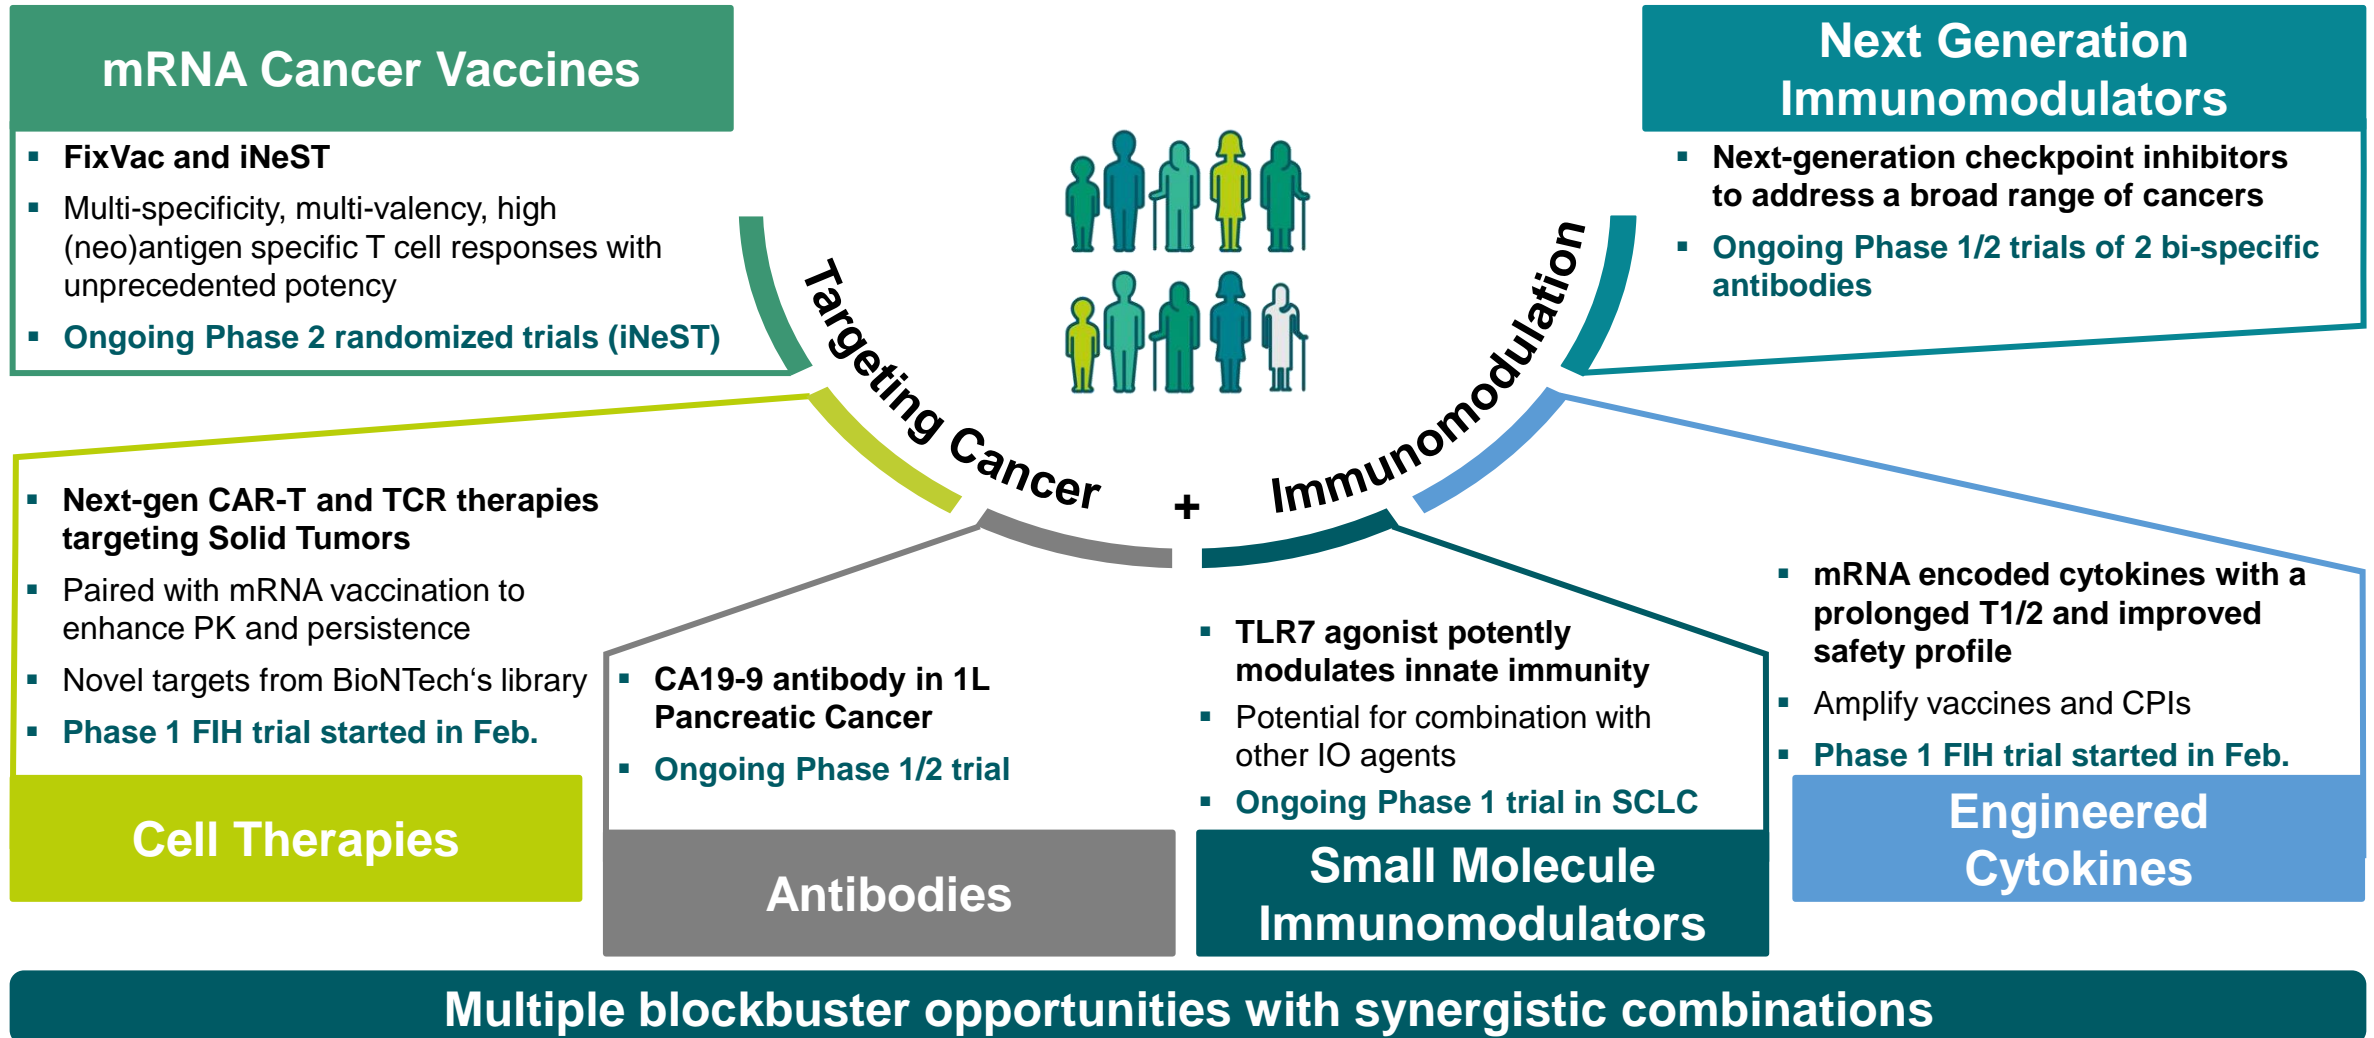 mRNA Cancer Vaccines
▪ FixVac and iNeST
▪ Multi-specificity, multi-valency, high
(neo)antigen specific T cell responses with
unprecedented potency
▪ Ongoing Phase 2 randomized trials (iNeST)
Next Generation
Immunomodulators
▪ Next-generation checkpoint inhibitors
to address a broad range of cancers
▪ Ongoing Phase 1/2 trials of 2 bi-specific
antibodies
Targeting Cancer
+
Immunomodulation
▪ Next-gen CAR-T and TCR therapies
targeting Solid Tumors
▪ Paired with mRNA vaccination to
enhance PK and persistence
▪ Novel targets from BioNTech‘s library
▪ Phase 1 FIH trial started in Feb.
Cell Therapies
▪ CA19-9 antibody in 1L
Pancreatic Cancer
▪ Ongoing Phase 1/2 trial
Antibodies
▪ TLR7 agonist potently
modulates innate immunity
▪ Potential for combination with
other IO agents
▪ Ongoing Phase 1 trial in SCLC
Small Molecule
Immunomodulators
▪ mRNA encoded cytokines with a
prolonged T1/2 and improved
safety profile
▪ Amplify vaccines and CPIs
▪ Phase 1 FIH trial started in Feb.
Engineered
Cytokines
Multiple blockbuster opportunities with synergistic combinations